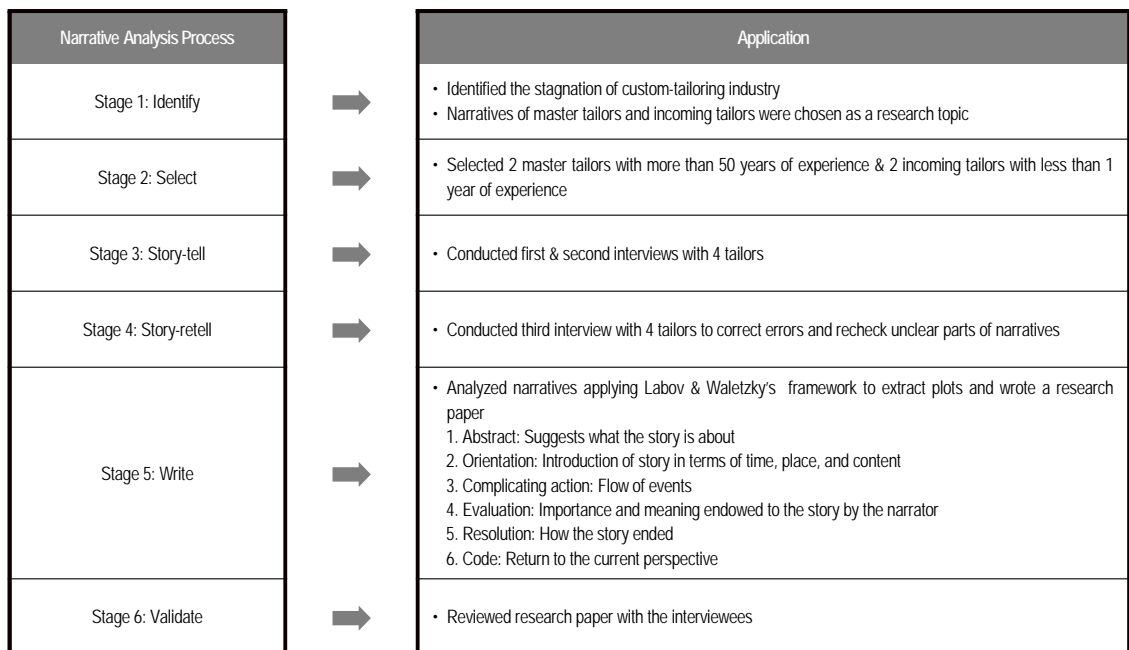 Narrative Analysis Process
Application
Stage 1: Identify
• Identified the stagnation of custom-tailoring industry
• Narratives of master tailors and incoming tailors were chosen as a research topic
Stage 2: Select
• Selected 2 master tailors with more than 50 years of experience & 2 incoming tailors with less than 1
year of experience
Stage 3: Story-tell
• Conducted first & second interviews with 4 tailors
Stage 4: Story-retell
• Conducted third interview with 4 tailors to correct errors and recheck unclear parts of narratives
Stage 5: Write
• Analyzed narratives applying Labov & Waletzky's framework to extract plots and wrote a research
paper
1. Abstract: Suggests what the story is about
2. Orientation: Introduction of story in terms of time, place, and content
3. Complicating action: Flow of events
4. Evaluation: Importance and meaning endowed to the story by the narrator
5. Resolution: How the story ended
6. Code: Return to the current perspective
Stage 6: Validate
• Reviewed research paper with the interviewees